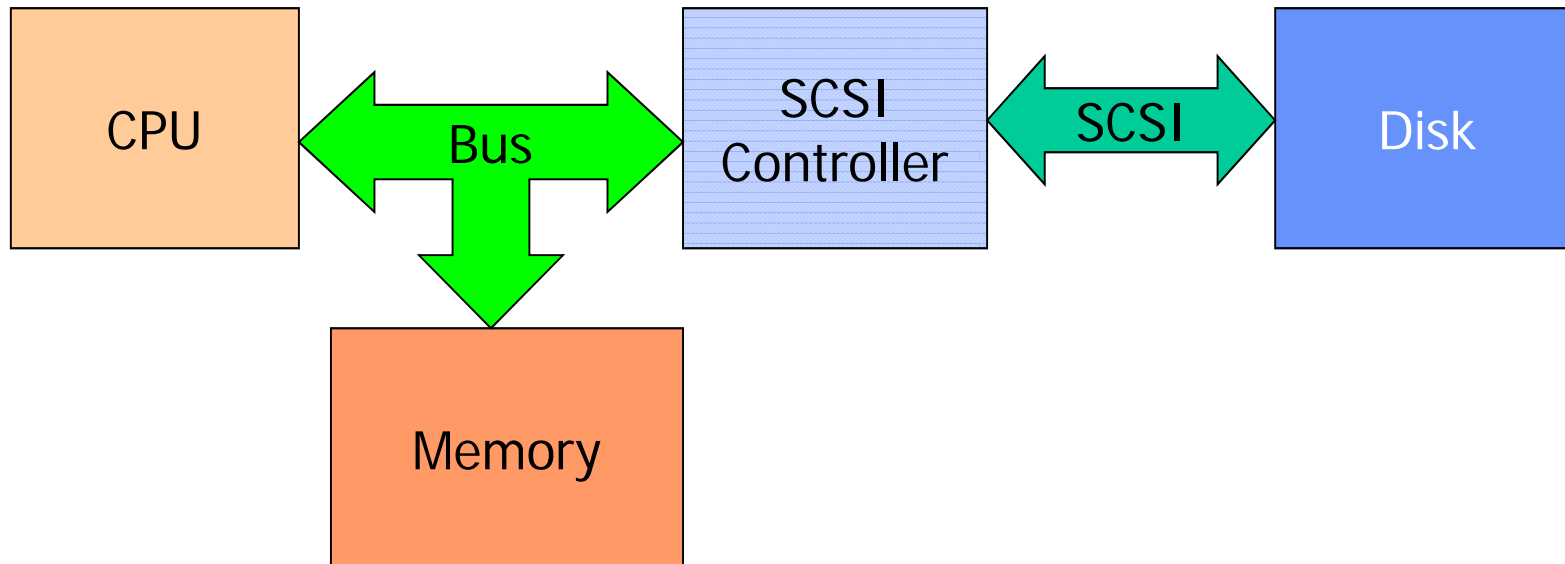 CPU
Bus
SCSI
Controller
SCSI
Disk
Memory